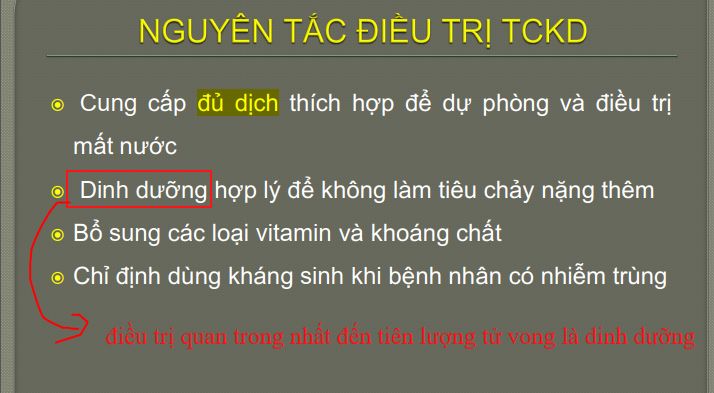 NGUYÊN TẮC ĐIỀU TRỊ TCKD
Cung cấp đủ dịch thích hợp để dự phòng và điều trị
mất nước
Dinh dưỡng hợp lý để không làm tiêu chảy nặng thêm
Bổ sung các loại vitamin và khoáng chất
Chỉ định dùng kháng sinh khi bệnh nhân có nhiễm trùng
điều trị quan trong nhất đến tiên lượng tử vong là dinh dưỡng